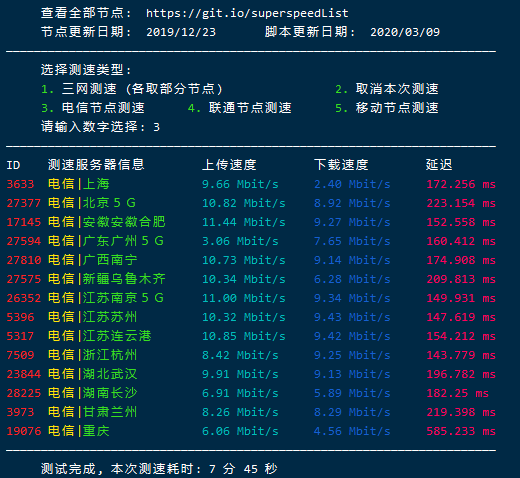 查看全部节点: https://git.io/superspeedList
节点更新日期: 2019/12/23 脚本更新日期: 2020/03/09
选择测速类型:
1. 三网测速 (各取部分节点) 2. 取消本次测速
3. 电信节点测速 4. 联通节点测速 5. 移动节点测速
请输入数字选择: 3
ID 测速服务器信息 上传速度 下载速度 延迟
3633 电信|上海 9.66 Mbit/s 2.40 Mbit/s 172.256 ms
27377 电信|北京５Ｇ 10.82 Mbit/s 8.92 Mbit/s 223.154 ms
17145 电信|安徽安徽合肥 11.44 Mbit/s 9.27 Mbit/s 152.558 ms
27594 电信|广东广州５Ｇ 3.06 Mbit/s 7.65 Mbit/s 160.412 ms
27810 电信|广西南宁 10.73 Mbit/s 9.14 Mbit/s 174.908 ms
27575 电信|新疆乌鲁木齐 10.34 Mbit/s 6.28 Mbit/s 209.813 ms
26352 电信|江苏南京５Ｇ 11.00 Mbit/s 9.34 Mbit/s 149.931 ms
5396 电信|江苏苏州 10.32 Mbit/s 9.43 Mbit/s 147.619 ms
5317 电信|江苏连云港 10.85 Mbit/s 9.42 Mbit/s 154.212 ms
7509 电信|浙江杭州 8.42 Mbit/s 9.25 Mbit/s 143.779 ms
23844 电信|湖北武汉 9.91 Mbit/s 9.13 Mbit/s 196.782 ms
28225 电信|湖南长沙 6.91 Mbit/s 5.89 Mbit/s 182.25 ms
3973 电信|甘肃兰州 8.26 Mbit/s 8.29 Mbit/s 219.398 ms
19076 电信|重庆 6.06 Mbit/s 4.56 Mbit/s 585.233 ms
测试完成, 本次测速耗时: 7 分 45 秒